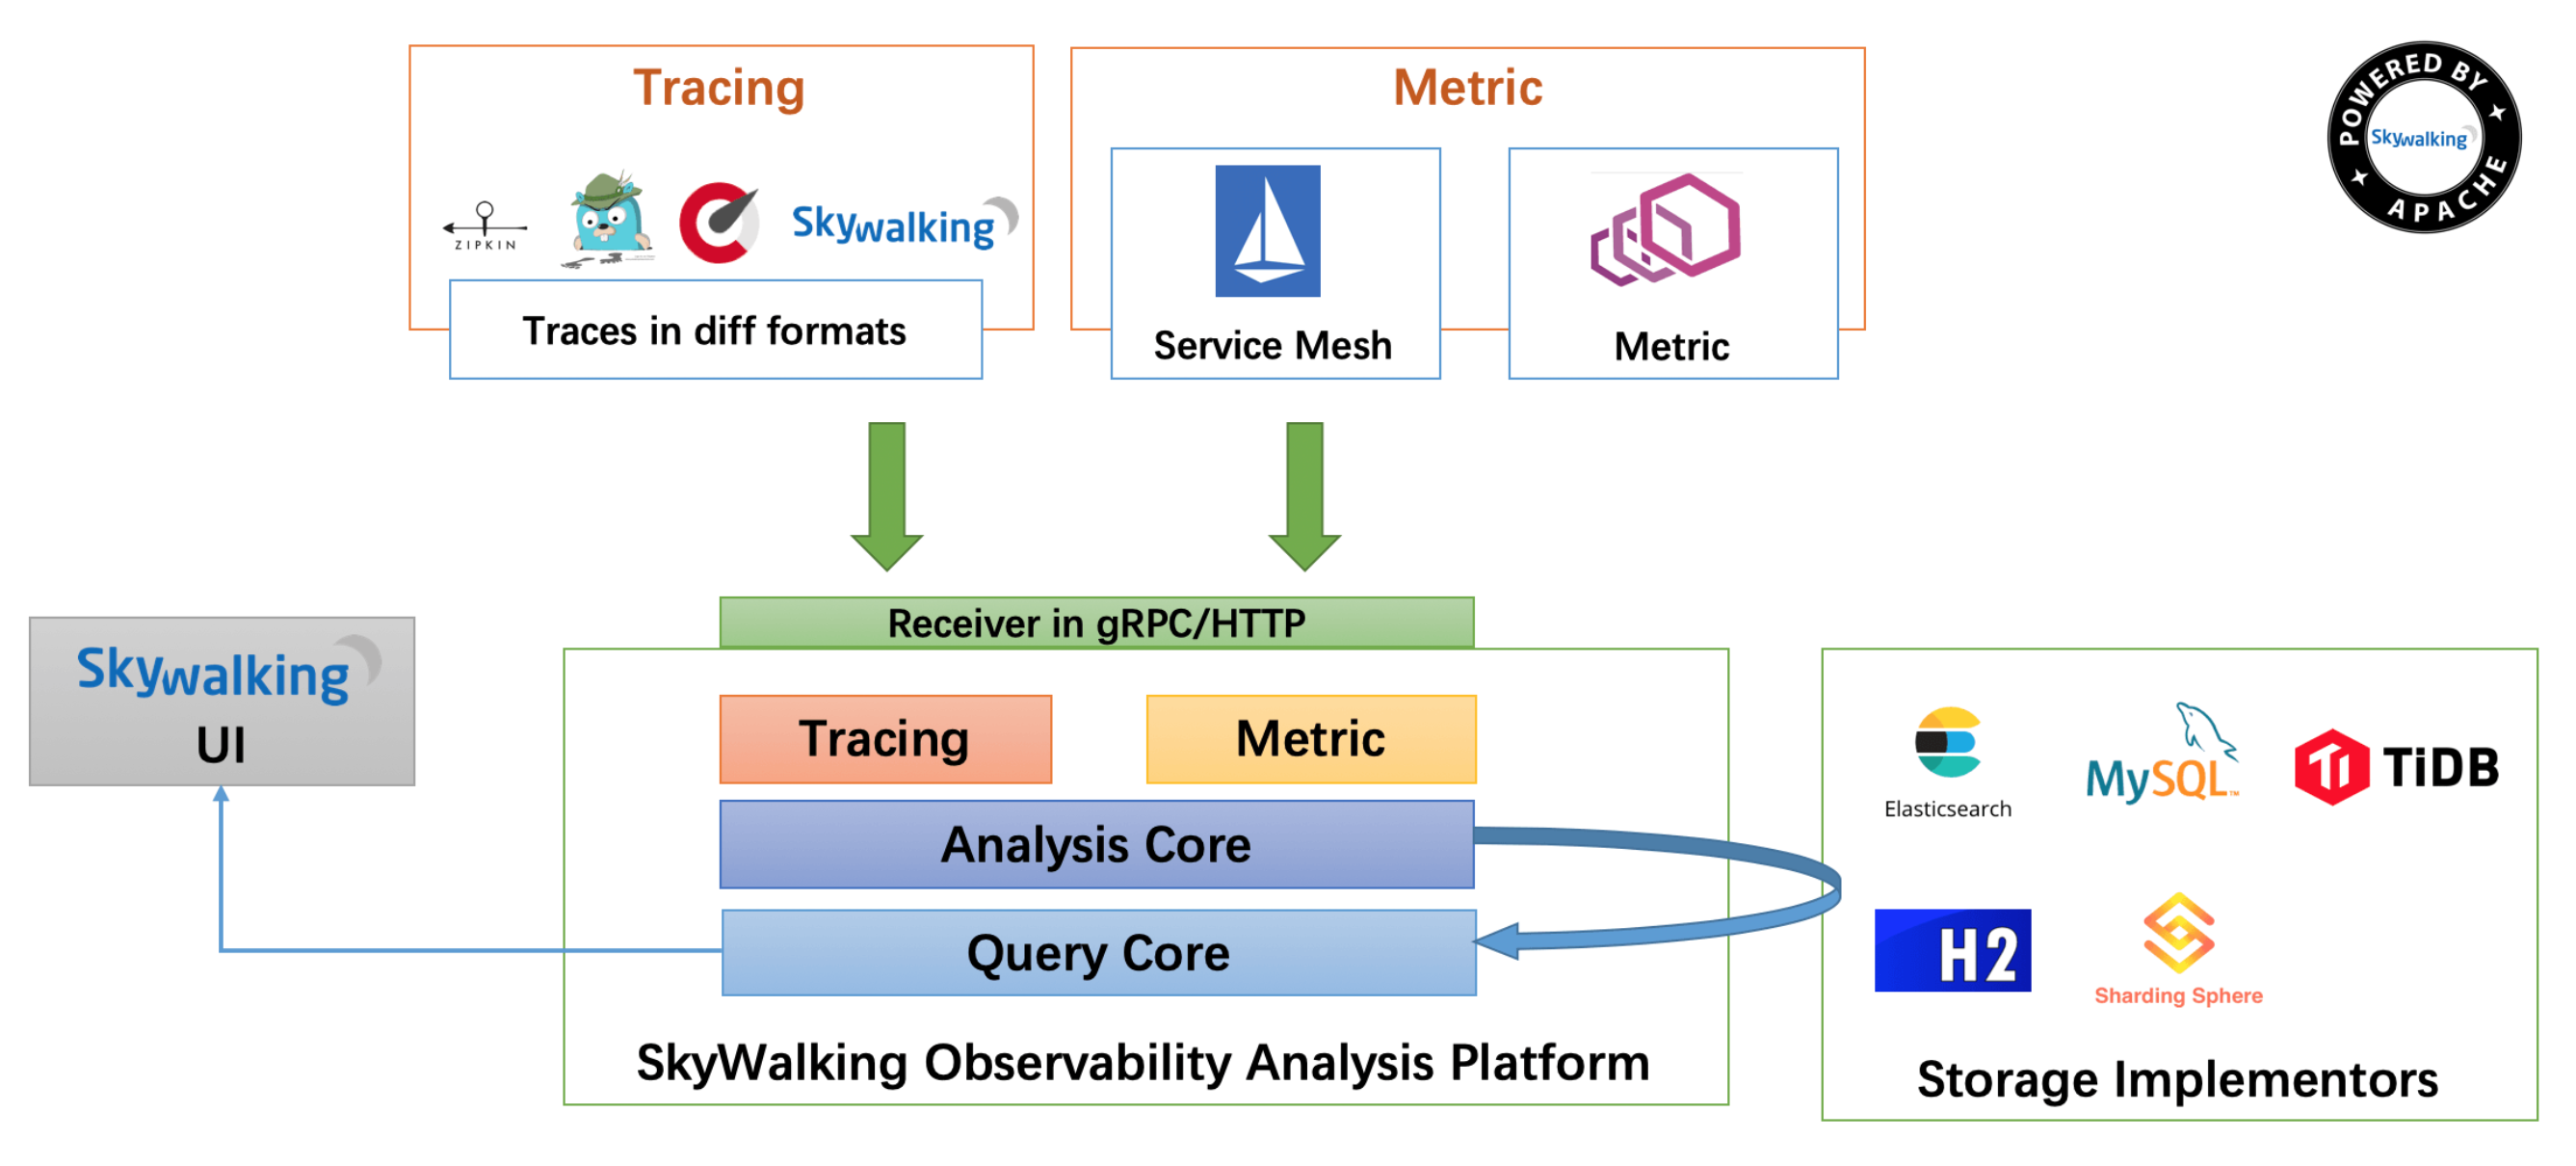 Tracing
Metric
POWERED BY
Skywalking
APACHE
ZIPKIN
Skywalking
Traces in diff formats
Service Mesh
Metric
Receiver in gRPC/HTTP
Skywalking
UI
Tracing
Metric
Analysis Core
Query Core
SkyWalking Observability Analysis Platform
Elasticsearch
MySQL™
TiDB
H2
Sharding Sphere
Storage Implementors